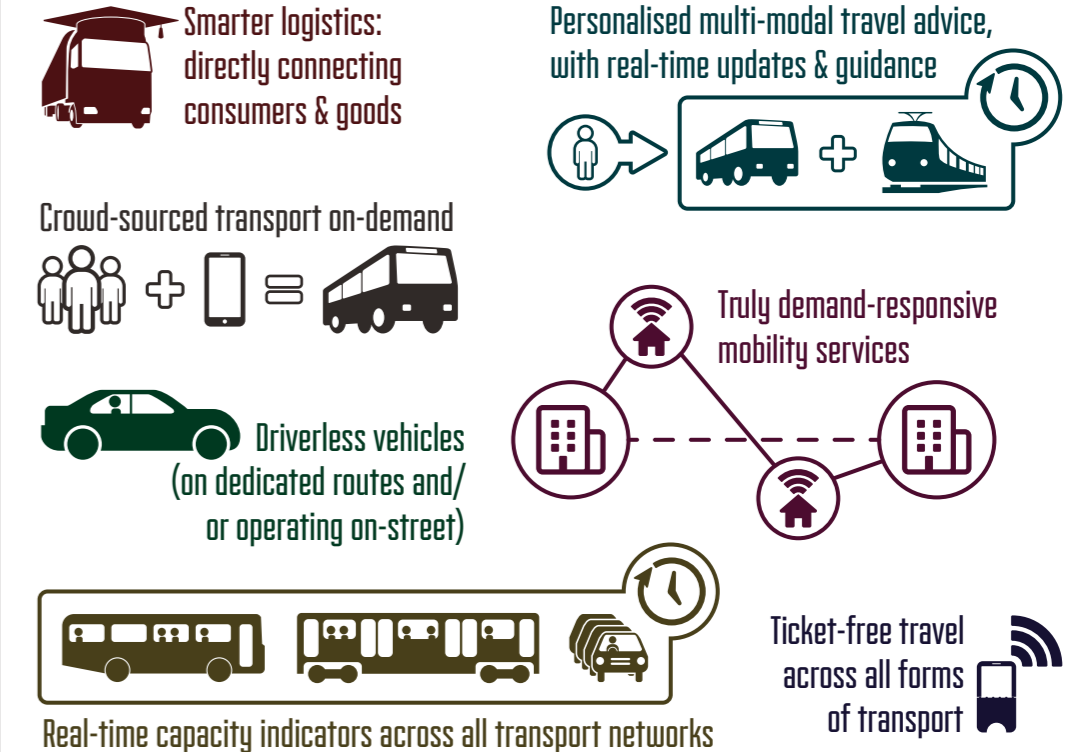 Smarter logistics:
directly connecting
consumers & goods
Personalised multi-modal travel advice,
with real-time updates & guidance
Crowd-sourced transport on-demand
Truly demand-responsive
mobility services
Driverless vehicles
(on dedicated routes and/
or operating on-street)
Real-time capacity indicators across all transport networks
Ticket-free travel
across all forms
of transport